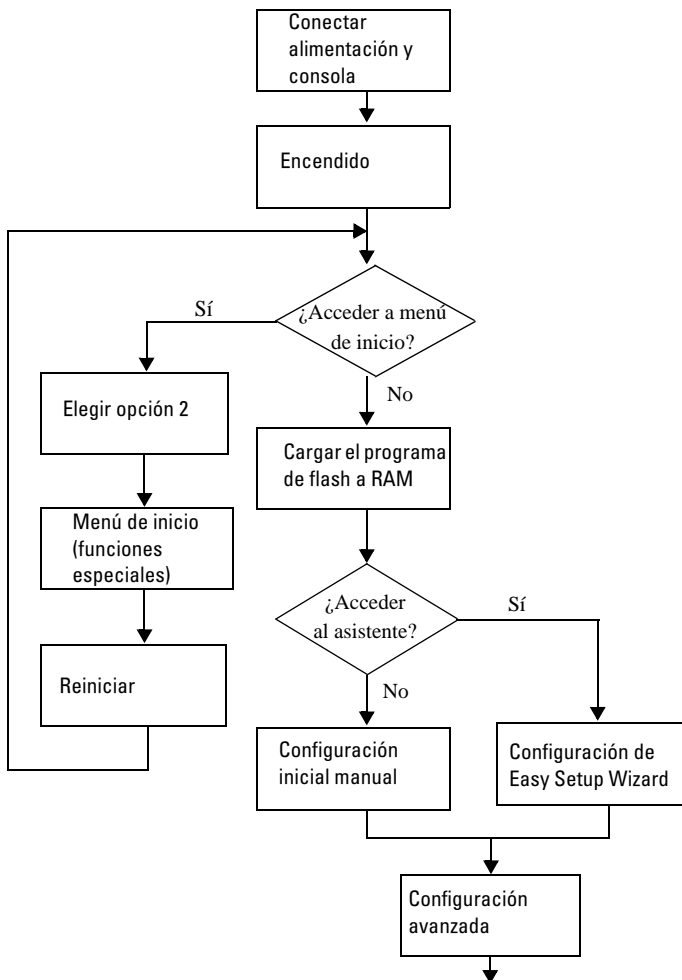 Conectar
alimentación y
consola
Encendido
¿Acceder a menú
de inicio?
Sí
No
Elegir opción 2
Cargar el programa
de flash a RAM
Menú de inicio
(funciones
especiales)
¿Acceder
al asistente?
Sí
No
Reiniciar
Configuración
inicial manual
Configuración de
Easy Setup Wizard
Configuración
avanzada